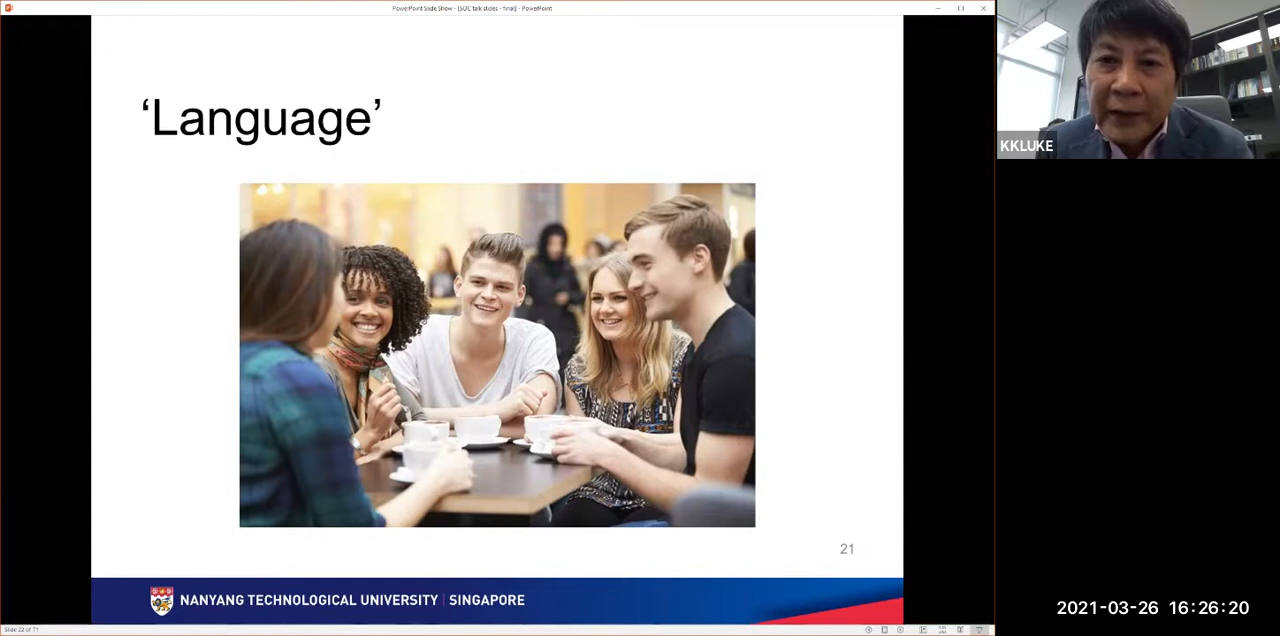 PowerPoint Slide Show - [SOC talk slides - final] - PowerPoint
'Language'
KKLUKE
21
NANYANG TECHNOLOGICAL UNIVERSITY | SINGAPORE
Slide 22 of 71
2021-03-26 16:26:20